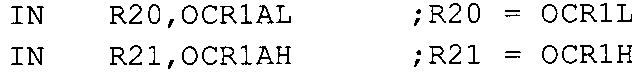 IN R20,OCR1AL ;R20 = OCR1L
IN R21,OCR1AH ;R21 = OCR1H